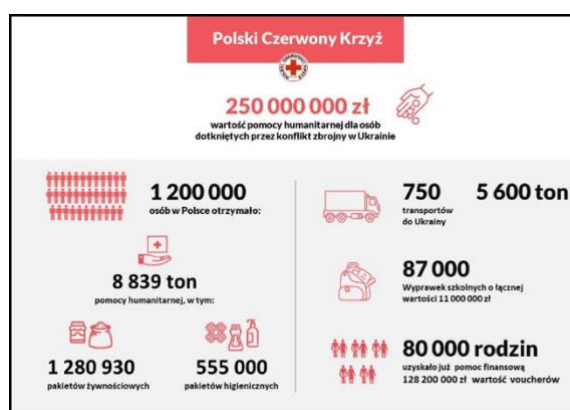 Polski Czerwony Krzyż
250 000 000 zł
wartość pomocy humanitarnej dla osób
dotkniętych przez konflikt zbrojny w Ukrainie
1 200 000
osób w Polsce otrzymało:
8 839 ton
pomocy humanitarnej, w tym:
1 280 930
pakietów żywnościowych
555 000
pakietów higienicznych
750
transportów
do Ukrainy
5 600 ton
87 000
Wyprawek szkolnych o łącznej
wartości 11 000 000 zł
80 000 rodzin
uzyskało już pomoc finansową
128 200 000 zł wartość voucherów